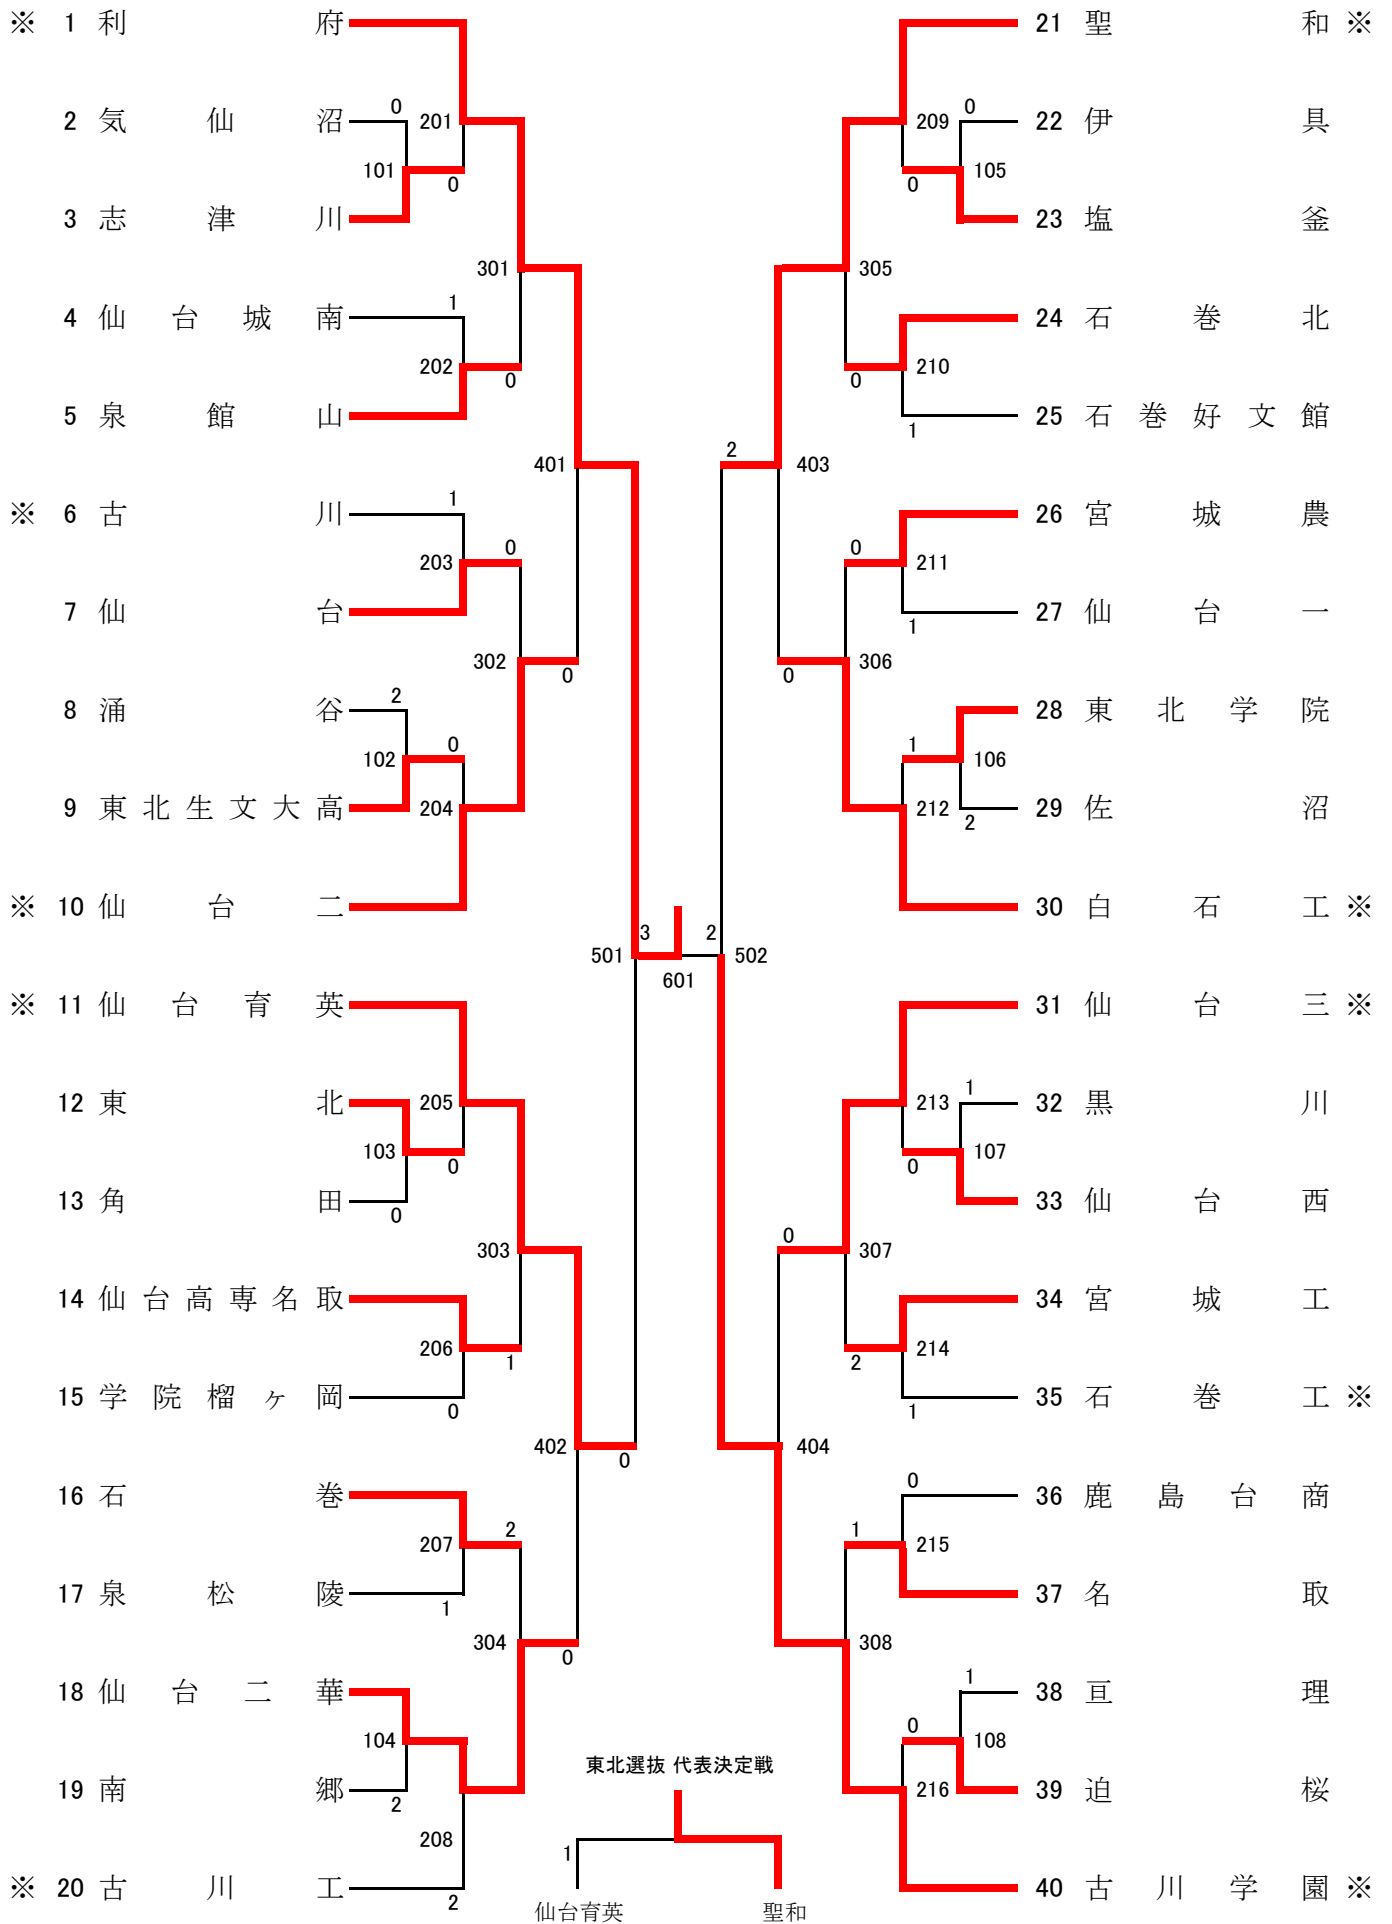 ※ 1 利府
2 気仙沼
3 志津川
4 仙台城南
5 泉館山
※ 6 古川
7 仙台
8 涌谷
9 東北生文大高
※ 10 仙台二
※ 11 仙台育英
12 東北
13 角田
14 仙台高専名取
15 学院榴ヶ岡
16 石巻
17 泉松陵
18 仙台二華
19 南郷
※ 20 古川工
0
101
201
0
301
1
202
0
401
1
203
0
302
0
2
102
0
204
501
3
601
2
502
205
103
0
0
303
206
1
0
402
0
207
2
1
304
0
104
2
208
2
21 聖和 ※
22 伊具
23 塩釜
24 石巻北
25 石巻好文館
26 宮城農
27 仙台一
28 東北学院
29 佐沼
30 白石工 ※
31 仙台三 ※
32 黒川
33 仙台西
34 宮城工
35 石巻工 ※
36 鹿島台商
37 名取
38 亘理
39 迫桜
40 古川学園 ※
209
0
105
0
305
210
0
1
2
403
0
211
1
306
0
1
106
212
2
213
1
107
0
0
307
214
2
1
404
0
1
215
308
1
0
108
216
東北選抜 代表決定戦
1
仙台育英 聖和